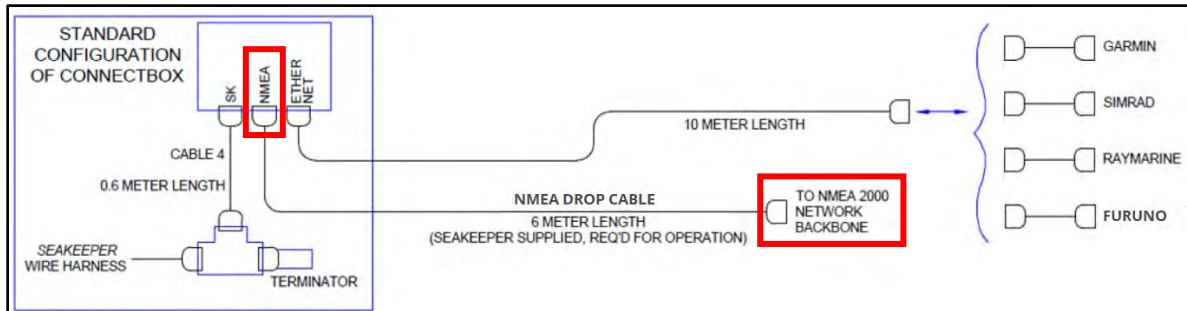 STANDARD
CONFIGURATION
OF CONNECTBOX
SK
NMEA
ETHER
NET
CABLE 4
0.6 METER LENGTH
SEAKEEPER
WIRE HARNESS
TERMINATOR
10 METER LENGTH
NMEA DROP CABLE
6 METER LENGTH
(SEAKEEPER SUPPLIED, REQ'D FOR OPERATION)
TO NMEA 2000
NETWORK
BACKBONE
GARMIN
SIMRAD
RAYMARINE
FURUNO